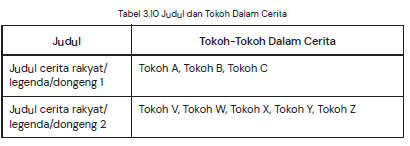 Tabel 3.10 Judul dan Tokoh Dalam Cerita
Judul
Tokoh-Tokoh Dalam Cerita
Judul cerita rakyat/
legenda/dongeng 1
Tokoh A, Tokoh B, Tokoh C
Judul cerita rakyat/
legenda/dongeng 2
Tokoh V, Tokoh W, Tokoh X, Tokoh Y, Tokoh Z